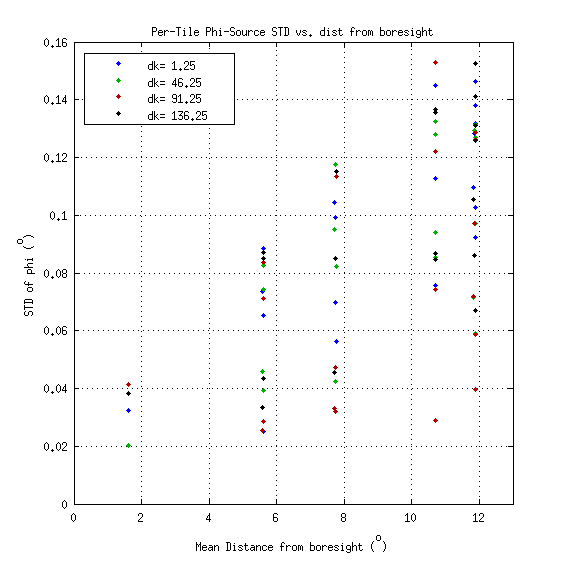 Per-Tile Phi-Source STD vs. dist from boresight
0.16
0.14
0.12
0.1
0.08
0.06
0.04
0.02
0
STD of phi (°)
dk= 1.25
dk= 46.25
dk= 91.25
dk= 136.25
0 2 4 6 8 10 12
Mean Distance from boresight (°)